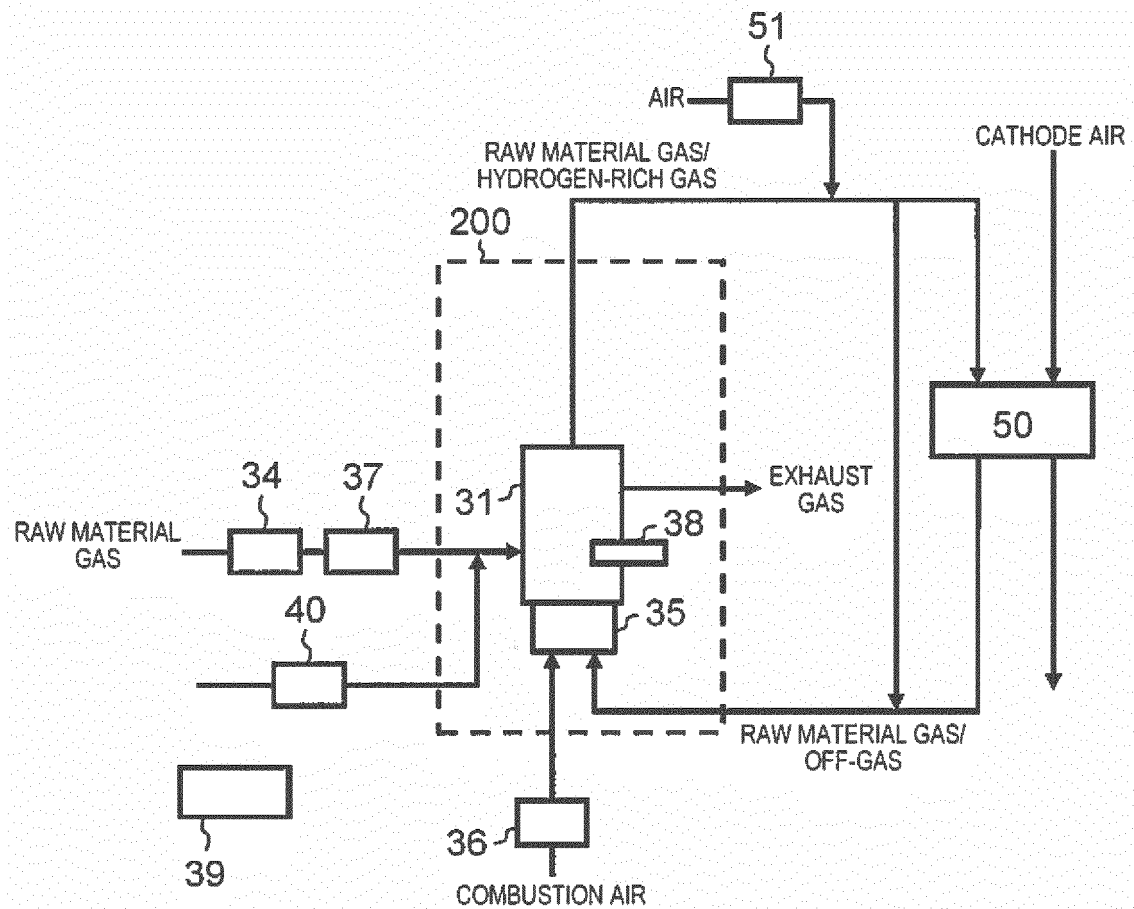 51
AIR
CATHODE AIR
RAW MATERIAL GAS/
HYDROGEN-RICH GAS
200
50
34
37
31
EXHAUST
GAS
38
RAW MATERIAL
GAS
40
35
RAW MATERIAL GAS/
OFF-GAS
39
36
COMBUSTION AIR